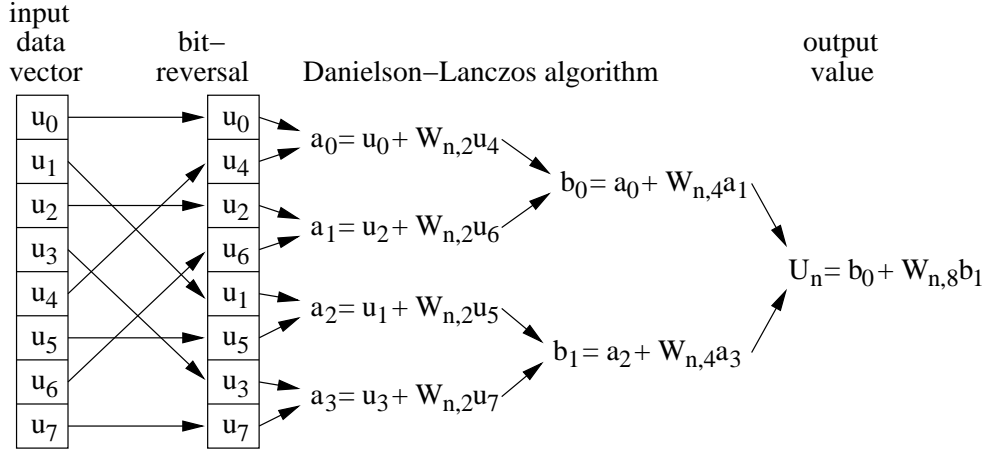 input
data
vector
bit–
reversal
Danielson–Lanczos algorithm
output
value
u0
u1
u2
u3
u4
u5
u6
u7
u0
u4
u2
u6
u1
u5
u3
u7
a0= u0 + Wn,2u4
a1= u2 + Wn,2u6
a2= u1 + Wn,2u5
a3= u3 + Wn,2u7
b0= a0 + Wn,4a1
b1= a2 + Wn,4a3
Un= b0 + Wn,8b1